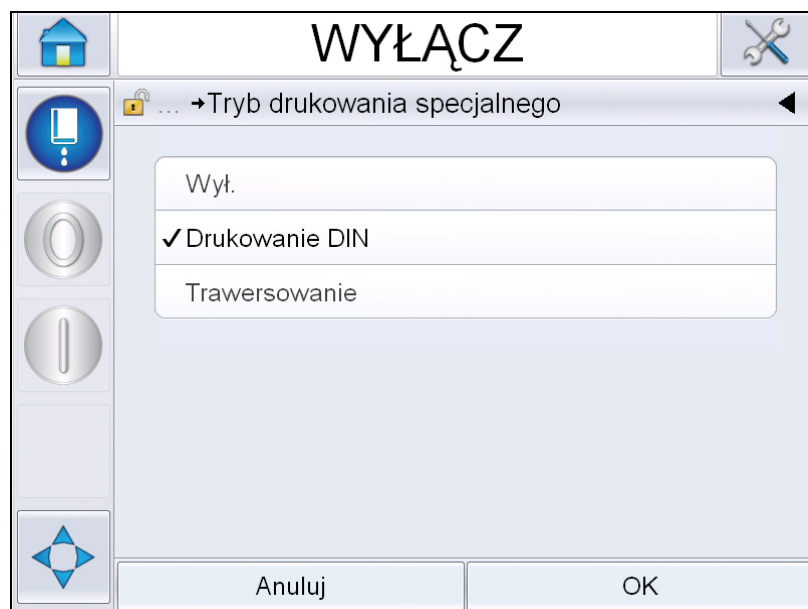 WYŁĄCZ
... →Tryb drukowania specjalnego
Wył.
✓Drukowanie DIN
Trawersowanie
Anuluj
OK